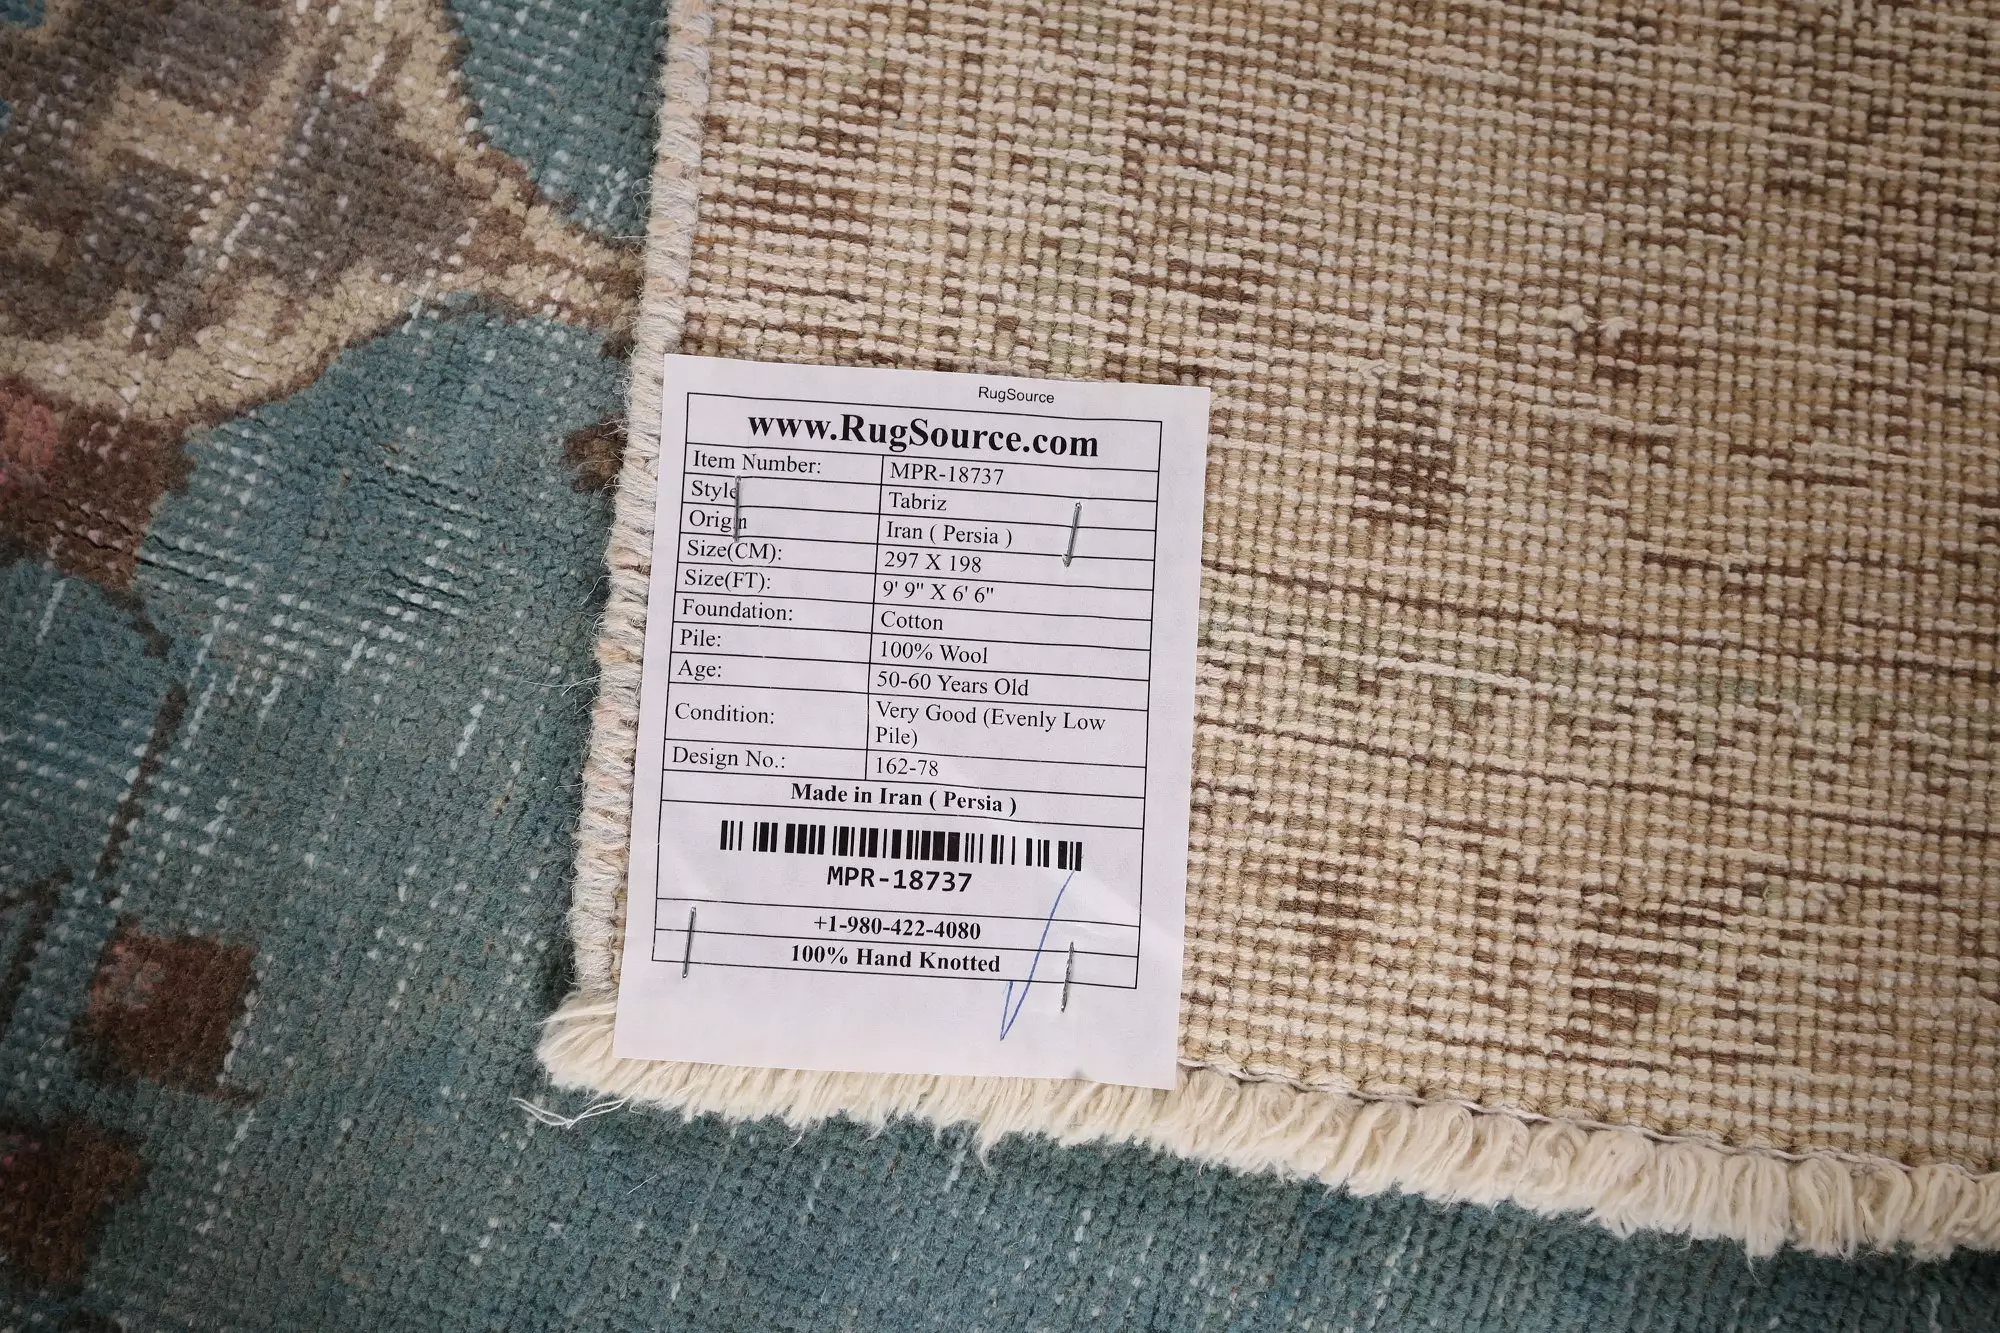 RugSource
www.RugSource.com
Item Number: MPR-18737
Style Tabriz
Origin Iran ( Persia )
Size(CM): 297 X 198
Size(FT): 9' 9" X 6' 6"
Foundation: Cotton
Pile: 100% Wool
Age: 50-60 Years Old
Condition: Very Good (Evenly Low
Pile)
Design No.: 162-78
Made in Iran ( Persia )
MPR-18737
+1-980-422-4080
100% Hand Knotted